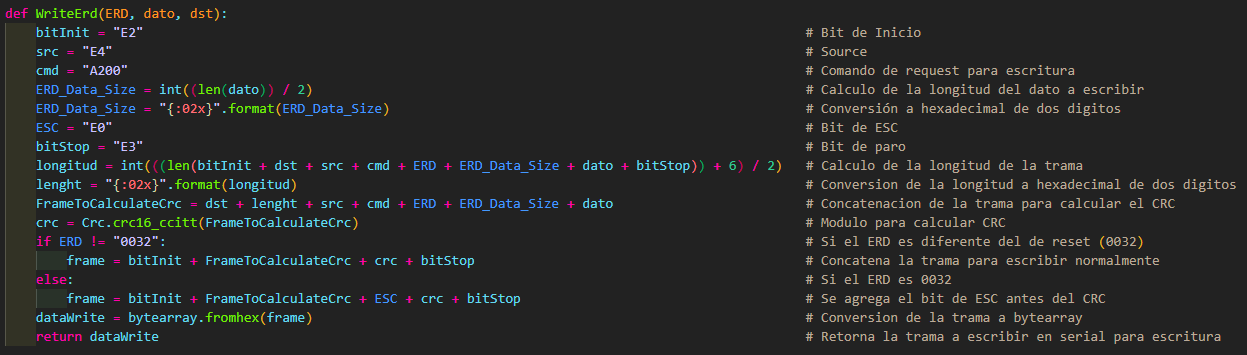 def WriteErd(ERD, dato, dst):
    bitInit = "E2" # Bit de Inicio
    src = "E4" # Source
    cmd = "A200" # Comando de request para escritura
    ERD_Data_Size = int((len(dato)) / 2) # Calculo de la longitud del dato a escribir
    ERD_Data_Size = "{:02x}".format(ERD_Data_Size) # Conversión a hexadecimal de dos digitos
    ESC = "E0" # Bit de ESC
    bitStop = "E3" # Bit de paro
    longitud = int(((len(bitInit + dst + src + cmd + ERD + ERD_Data_Size + dato + bitStop)) + 6) / 2) # Calculo de la longitud de la trama
    lenght = "{:02x}".format(longitud) # Conversion de la longitud a hexadecimal de dos digitos
    FrameToCalculateCrc = dst + lenght + src + cmd + ERD + ERD_Data_Size + dato # Concatenacion de la trama para calcular el CRC
    crc = Crc.crc16_ccitt(FrameToCalculateCrc) # Modulo para calcular CRC
    if ERD != "0032": # Si el ERD es diferente del de reset (0032)
        frame = bitInit + FrameToCalculateCrc + crc + bitStop # Concatena la trama para escribir normalmente
    else: # Si el ERD es 0032
        frame = bitInit + FrameToCalculateCrc + ESC + crc + bitStop # Se agrega el bit de ESC antes del CRC
    dataWrite = bytearray.fromhex(frame) # Conversion de la trama a bytearray
    return dataWrite # Retorna la trama a escribir en serial para escritura